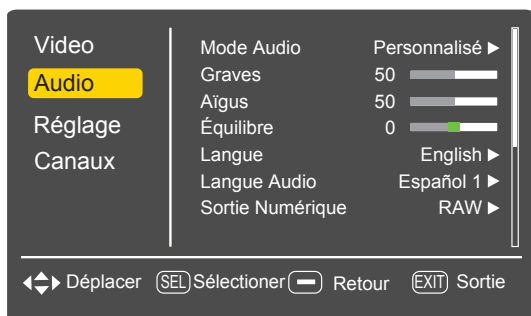 Video
Audio
Réglage
Canaux
Mode Audio Personnalisé
Graves 50
Aïgus 50
Équilibre 0
Langue English
Langue Audio Español 1
Sortie Numérique RAW
Déplacer SEL Sélectioner Retour EXIT Sortie